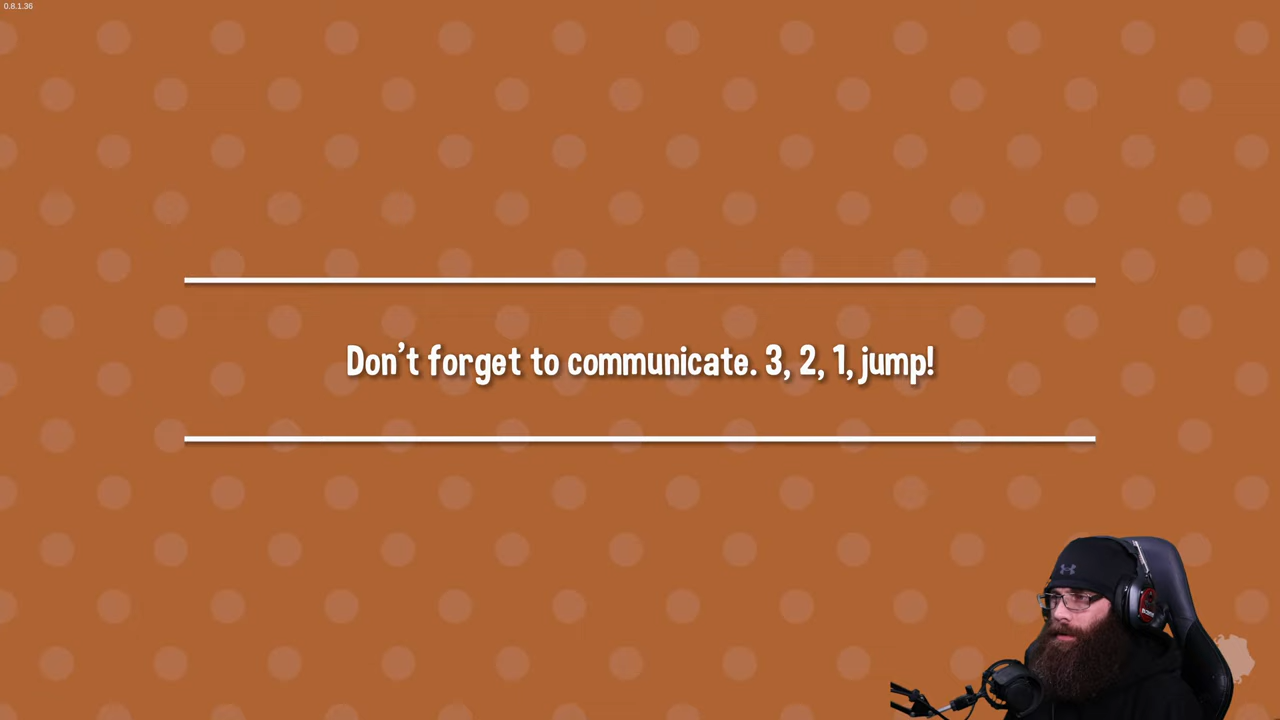 0.8.1.36
Don't forget to communicate. 3, 2, 1, jump!